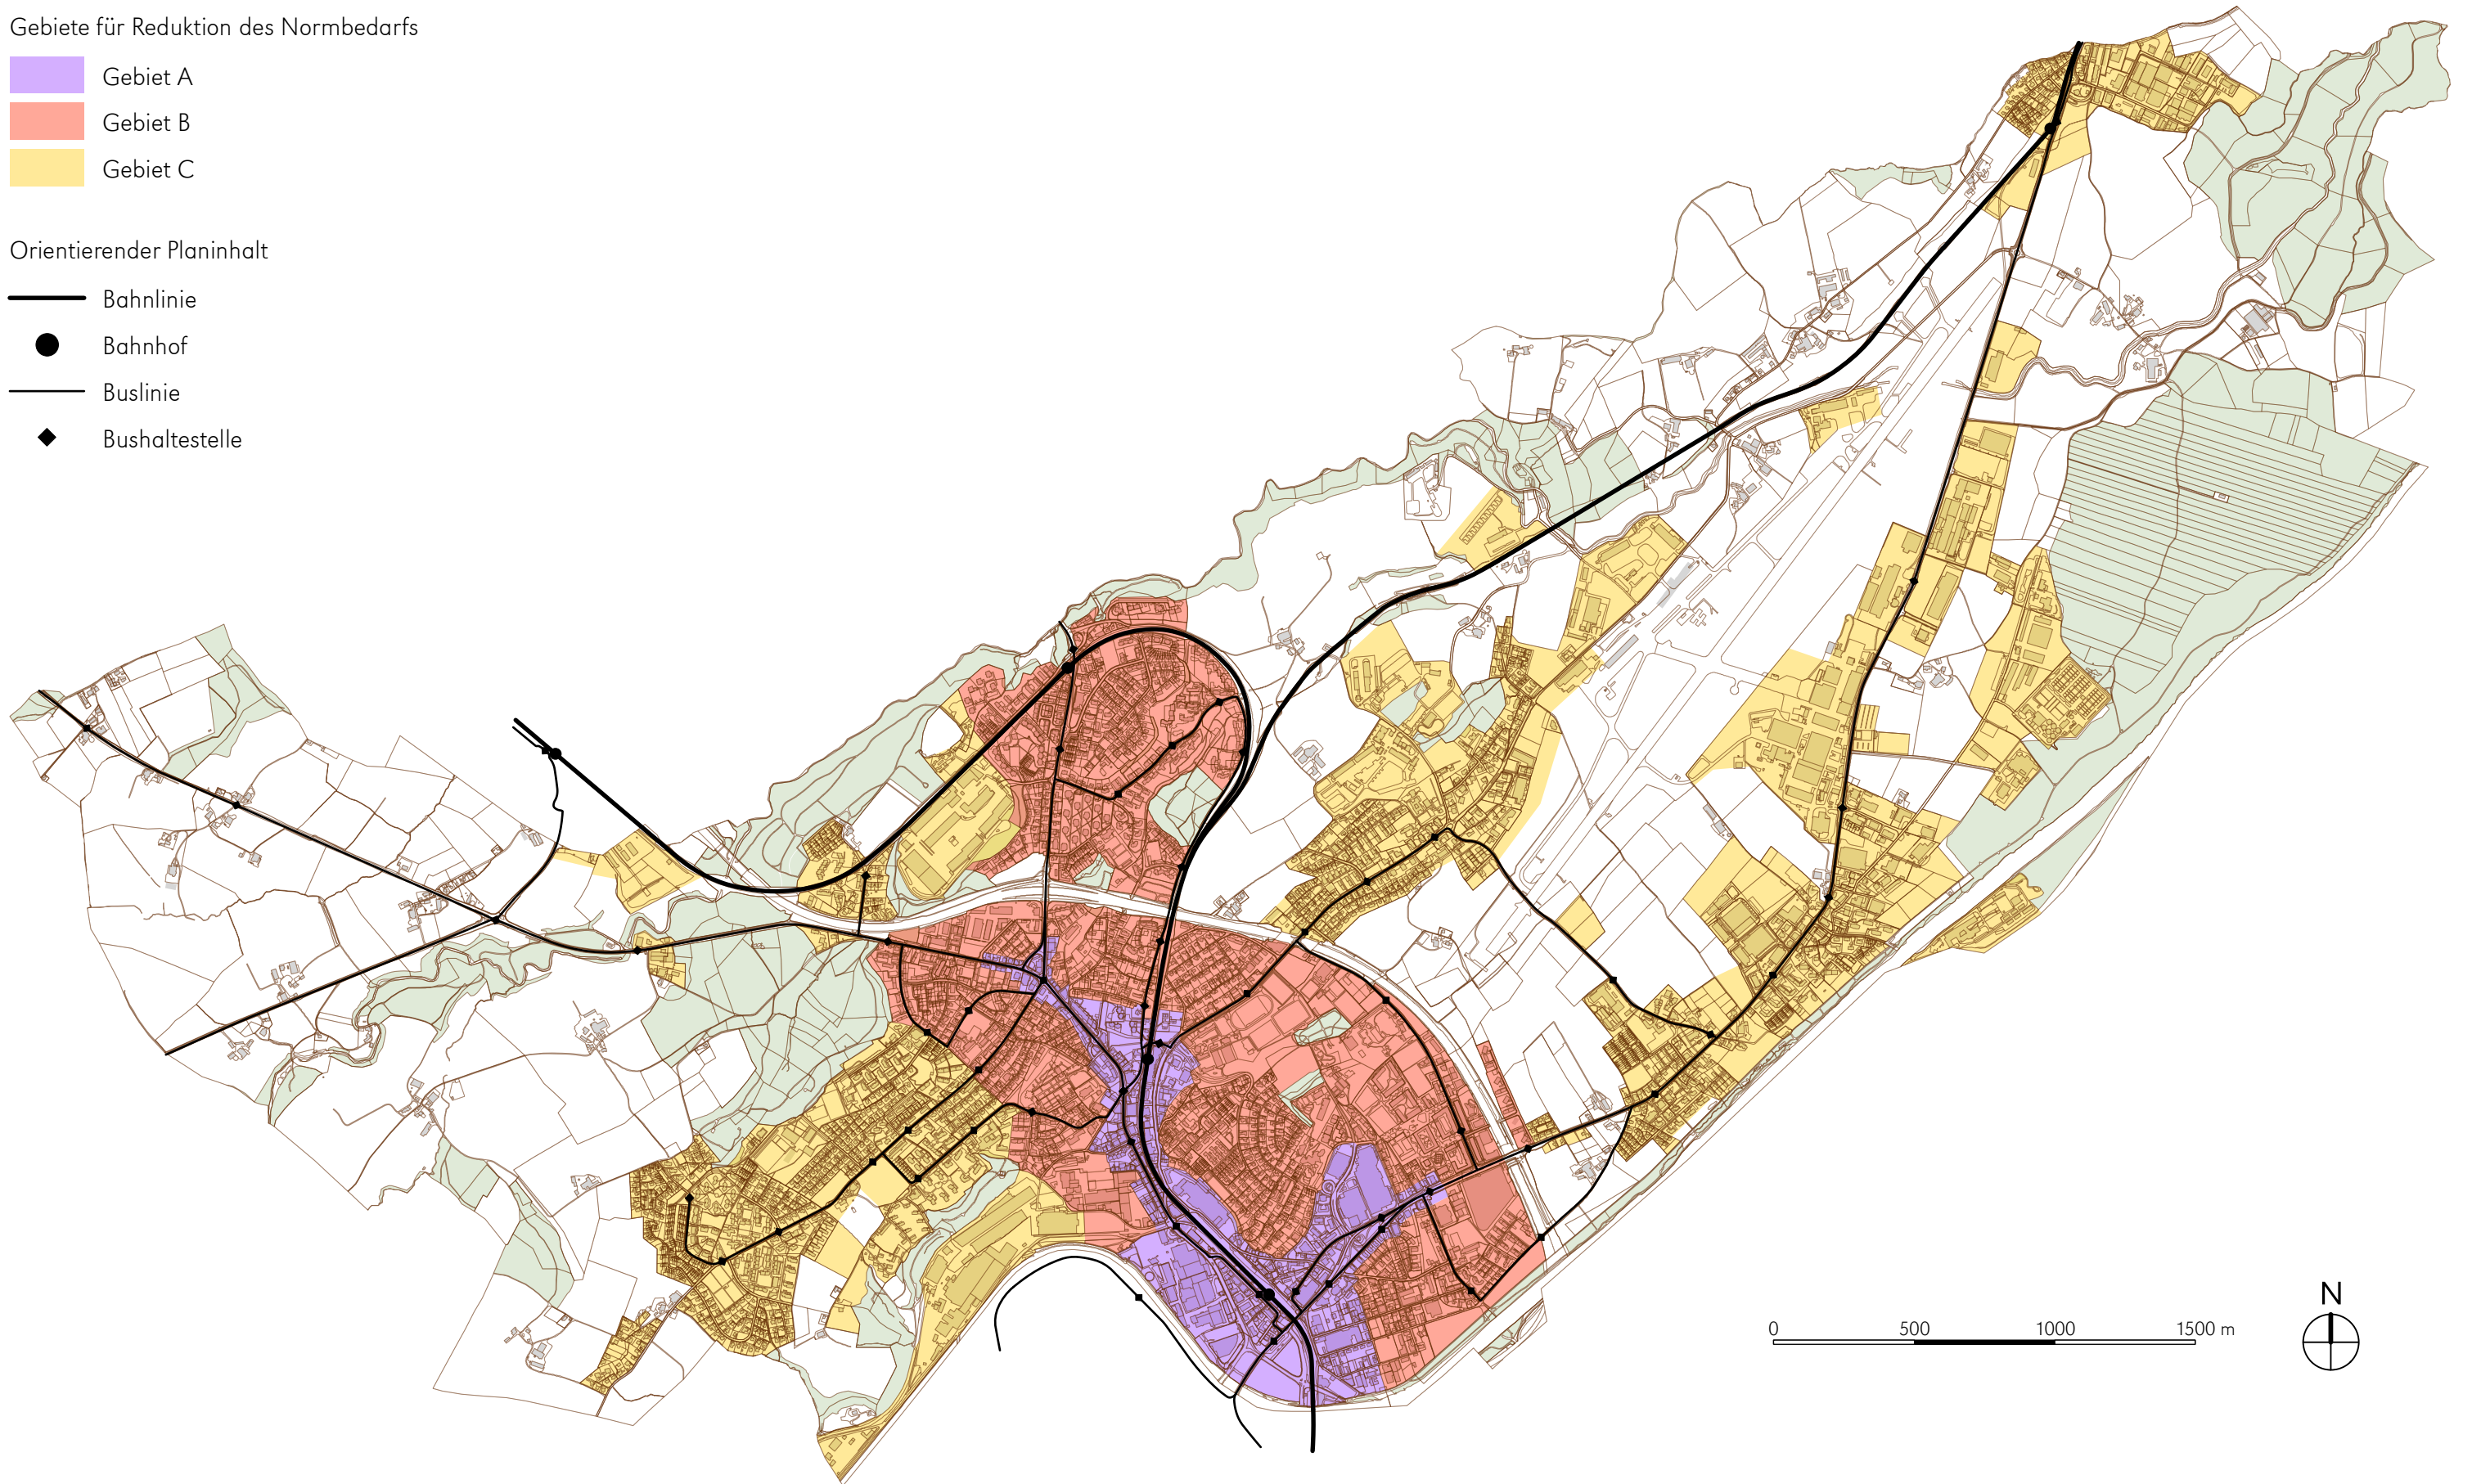 Gebiete für Reduktion des Normbedarfs
Gebiet A
Gebiet B
Gebiet C
Orientierender Planinhalt
Bahnlinie
Bahnhof
Buslinie
Bushaltestelle
N
0 500 1000 1500 m